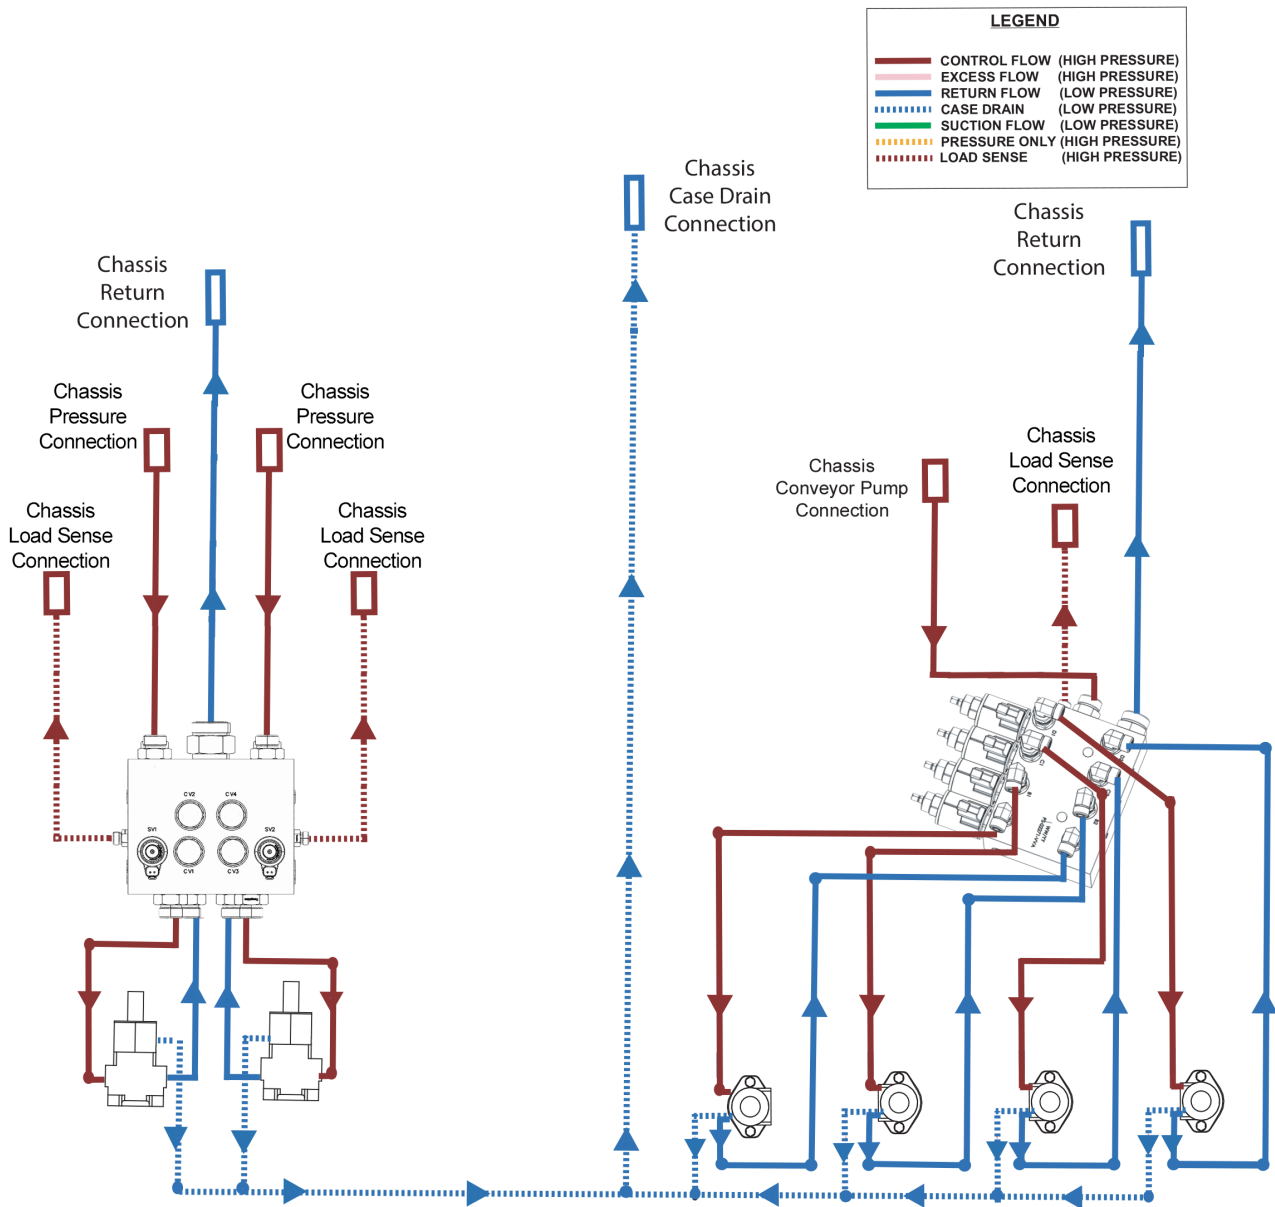 LEGEND
CONTROL FLOW (HIGH PRESSURE)
EXCESS FLOW (HIGH PRESSURE)
RETURN FLOW (LOW PRESSURE)
CASE DRAIN (LOW PRESSURE)
SUCTION FLOW (LOW PRESSURE)
PRESSURE ONLY (HIGH PRESSURE)
LOAD SENSE (HIGH PRESSURE)
Chassis
Case Drain
Connection
Chassis
Return
Connection
Chassis
Return
Connection
Chassis
Pressure
Connection
Chassis
Pressure
Connection
Chassis
Load Sense
Connection
Chassis
Load Sense
Connection
Chassis
Conveyor Pump
Connection
Chassis
Load Sense
Connection
CV2
CV4
SV1
SV2
CV1
CV3